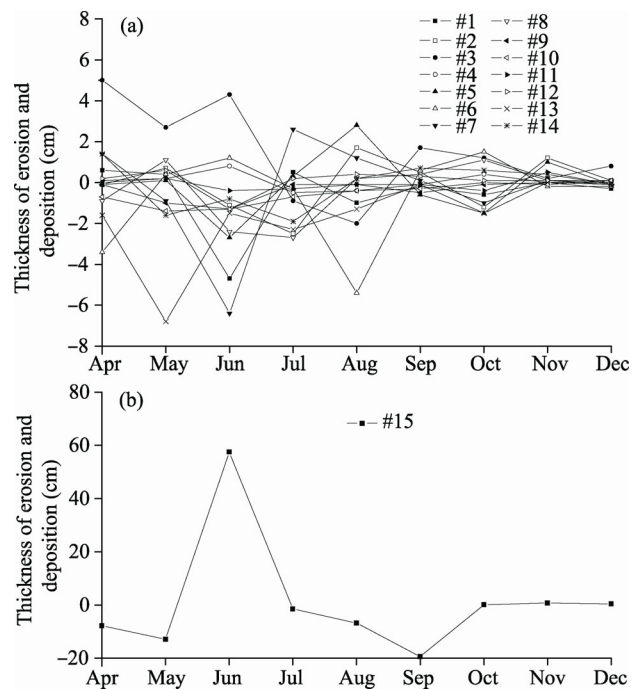 (a)
#1 #8
#2 #9
#3 #10
#4 #11
#5 #12
#6 #13
#7 #14
8
6
4
2
0
−2
−4
−6
−8
Thickness of erosion and
deposition (cm)
Apr May Jun Jul Aug Sep Oct Nov Dec
(b)
#15
80
60
40
20
0
−20
Thickness of erosion and
deposition (cm)
Apr May Jun Jul Aug Sep Oct Nov Dec